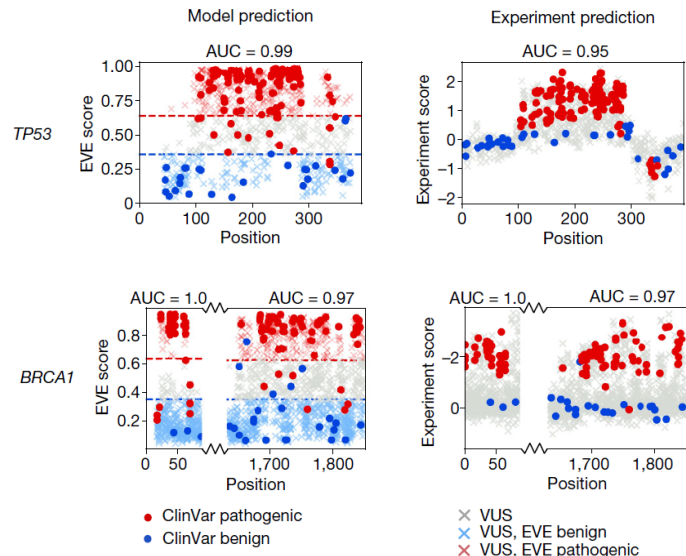 Model prediction
Experiment prediction
AUC = 0.99
AUC = 0.95
TP53
EVE score
1.00
0.75
0.50
0.25
0
0
100
200
300
Position
Experiment score
2
1
0
−1
−2
0
100
200
300
Position
AUC = 1.0
AUC = 0.97
AUC = 1.0
AUC = 0.97
BRCA1
EVE score
0.8
0.6
0.4
0.2
0
50
1,700
1,800
Position
Experiment score
−2
0
0
50
1,700
1,800
Position
ClinVar pathogenic
ClinVar benign
VUS
VUS, EVE benign
VUS, EVE pathogenic